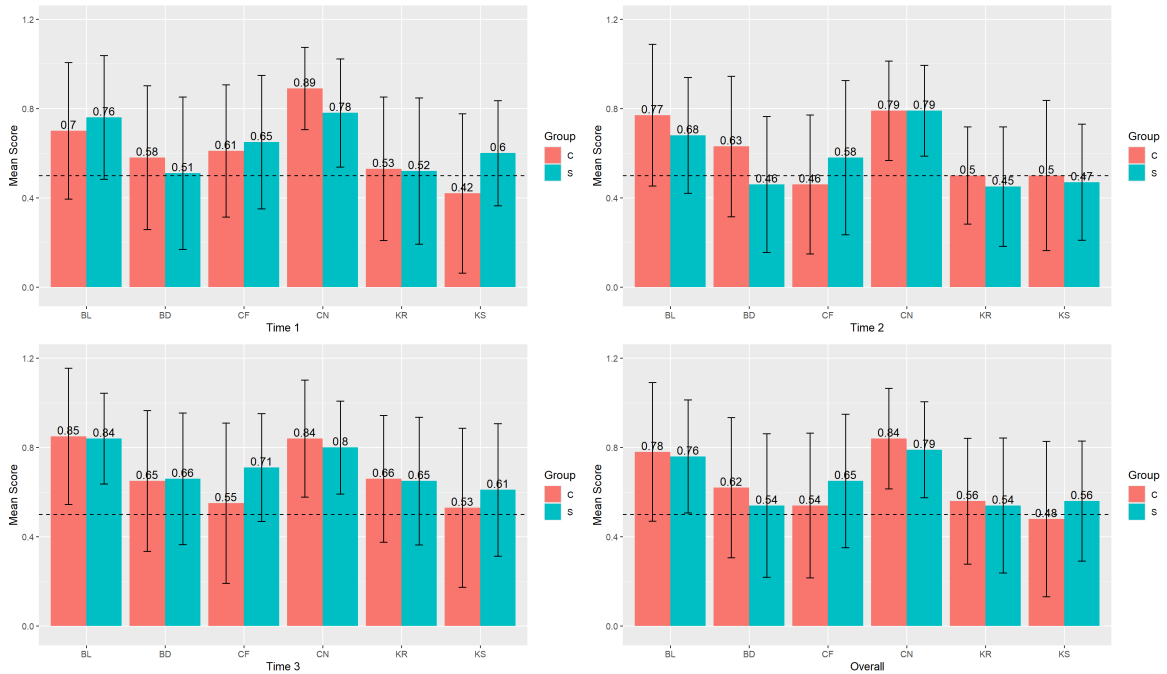 1.2
0.8
0.4
0.0
Mean Score
0.7 0.76 0.58 0.51 0.61 0.65 0.89 0.78 0.53 0.52 0.42 0.6
BL BD CF CN KR KS
Time 1
Group
C
S
1.2
0.8
0.4
0.0
Mean Score
0.77 0.68 0.63 0.46 0.46 0.58 0.79 0.79 0.5 0.45 0.5 0.47
BL BD CF CN KR KS
Time 2
Group
C
S
1.2
0.8
0.4
0.0
Mean Score
0.85 0.84 0.65 0.66 0.55 0.71 0.84 0.8 0.66 0.65 0.53 0.61
BL BD CF CN KR KS
Time 3
Group
C
S
1.2
0.8
0.4
0.0
Mean Score
0.78 0.76 0.62 0.54 0.54 0.65 0.84 0.79 0.56 0.54 0.48 0.56
BL BD CF CN KR KS
Overall
Group
C
S